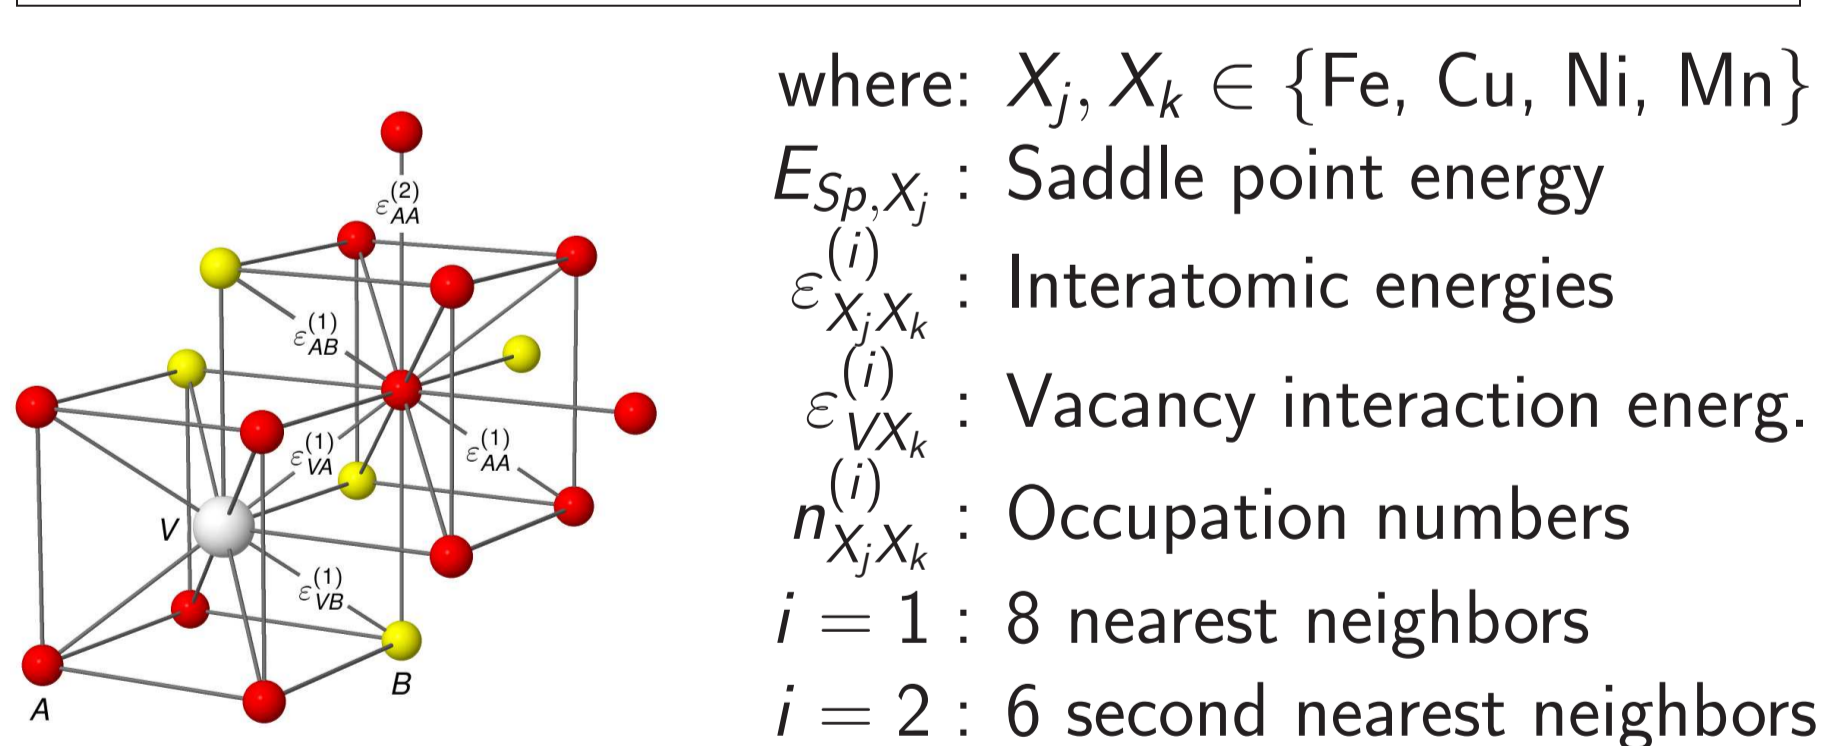 where: X_j, X_k ∈ {Fe, Cu, Ni, Mn}
E_{Sp,X_j} : Saddle point energy
ε^{(i)}_{X_jX_k} : Interatomic energies
ε^{(i)}_{VX_k} : Vacancy interaction energ.
n^{(i)}_{X_jX_k} : Occupation numbers
i = 1 : 8 nearest neighbors
i = 2 : 6 second nearest neighbors
ε^{(2)}_{AA}
ε^{(1)}_{AB}
ε^{(1)}_{VA}
ε^{(1)}_{AA}
V
ε^{(1)}_{VB}
B
A